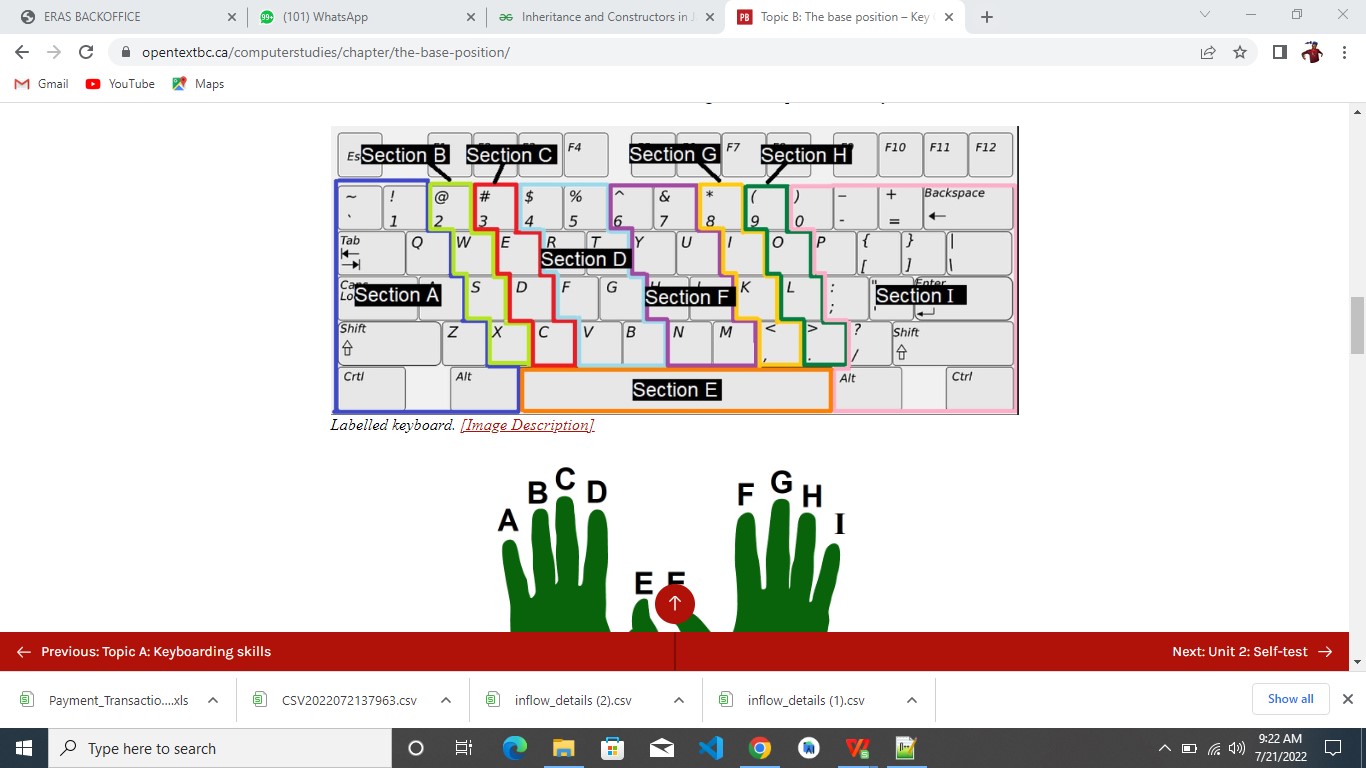 ERAS BACKOFFICE
99+ (101) WhatsApp
Inheritance and Constructors in J
PB Topic B: The base position – Key
opentextbc.ca/computerstudies/chapter/the-base-position/
Gmail YouTube Maps
Es F4 F7 F10 F11 F12
Section B Section C Section G Section H
~ ! @ # $ % ^ & * ( ) – + Backspace
` 1 2 3 4 5 6 7 8 9 0 - =
Tab Q W E R T Y U I O P { } |
[ ] \
Section D
Caps Lo S D F G K L : " Enter
; '
Section A Section F Section I
Shift Z X C V B N M < > ? Shift
, . /
Crtl Alt Section E Alt Ctrl
Labelled keyboard. [Image Description]
A B C D F G H I
E E
Previous: Topic A: Keyboarding skills Next: Unit 2: Self-test
Payment_Transactio....xls CSV2022072137963.csv inflow_details (2).csv inflow_details (1).csv Show all
Type here to search
9:22 AM
7/21/2022